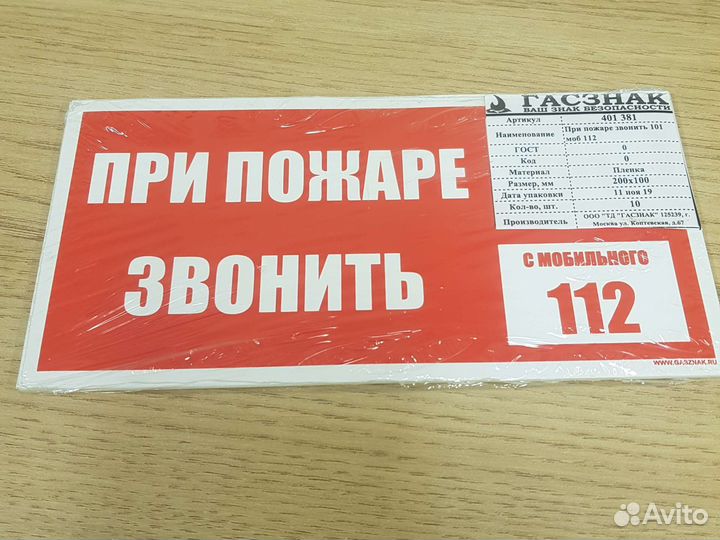 ПРИ ПОЖАРЕ
ЗВОНИТЬ
ГАСЗНАК
ВАШ ЗНАК БЕЗОПАСНОСТИ
Артикул 401 381
Наименование При пожаре звонить 101 моб 112
ГОСТ 0
Код 0
Материал Пленка
Размер, мм 200х100
Дата упаковки 11 ноя 19
Кол-во, шт. 10
Производитель ООО "ТД "ГАСЗНАК" 125239, г. Москва ул. Коптевская, д.67
С МОБИЛЬНОГО
112
WWW.GASZNAK.RU
Avito